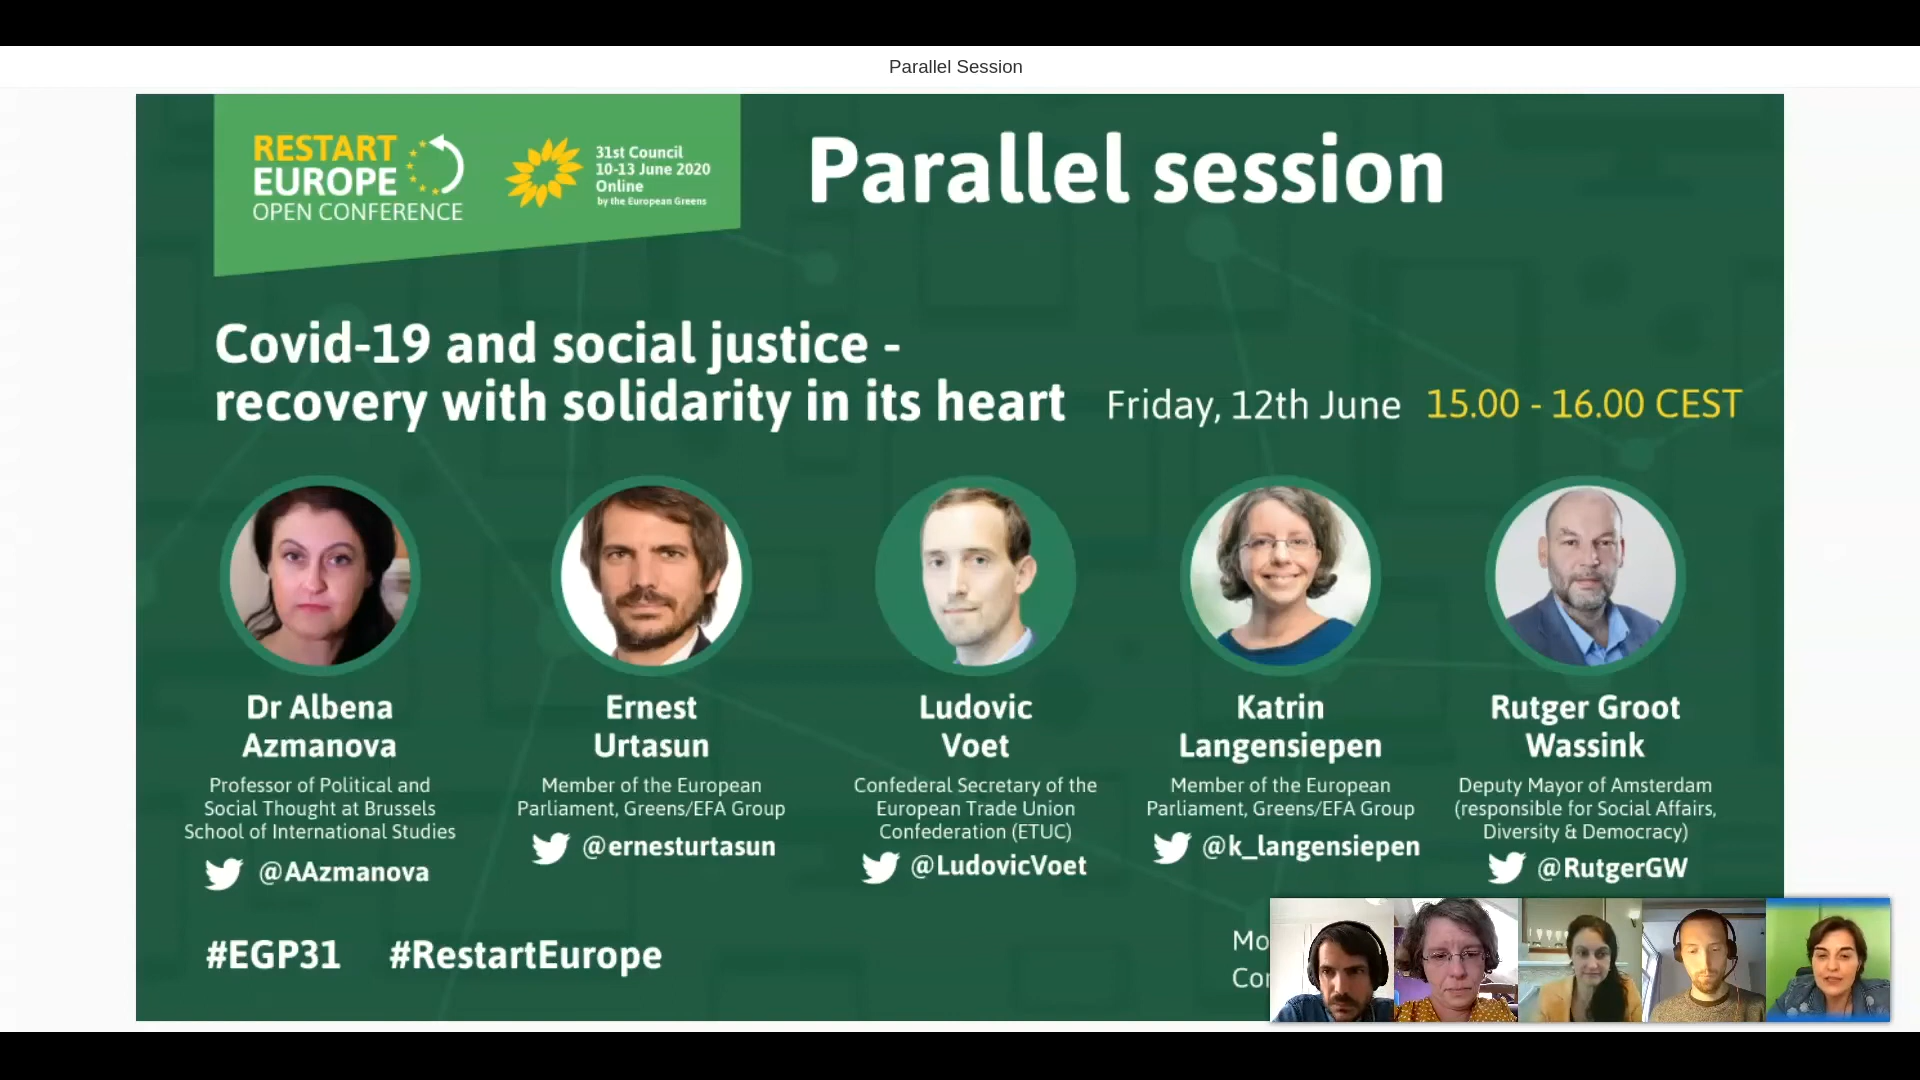 Parallel Session
RESTART
EUROPE
OPEN CONFERENCE
31st Council
10-13 June 2020
Online
by the European Greens
Parallel session
Covid-19 and social justice -
recovery with solidarity in its heart
Friday, 12th June 15.00 - 16.00 CEST
Dr Albena
Azmanova
Professor of Political and
Social Thought at Brussels
School of International Studies
@AAzmanova
Ernest
Urtasun
Member of the European
Parliament, Greens/EFA Group
@ernesturtasun
Ludovic
Voet
Confederal Secretary of the
European Trade Union
Confederation (ETUC)
@LudovicVoet
Katrin
Langensiepen
Member of the European
Parliament, Greens/EFA Group
@k_langensiepen
Rutger Groot
Wassink
Deputy Mayor of Amsterdam
(responsible for Social Affairs,
Diversity & Democracy)
@RutgerGW
#EGP31 #RestartEurope